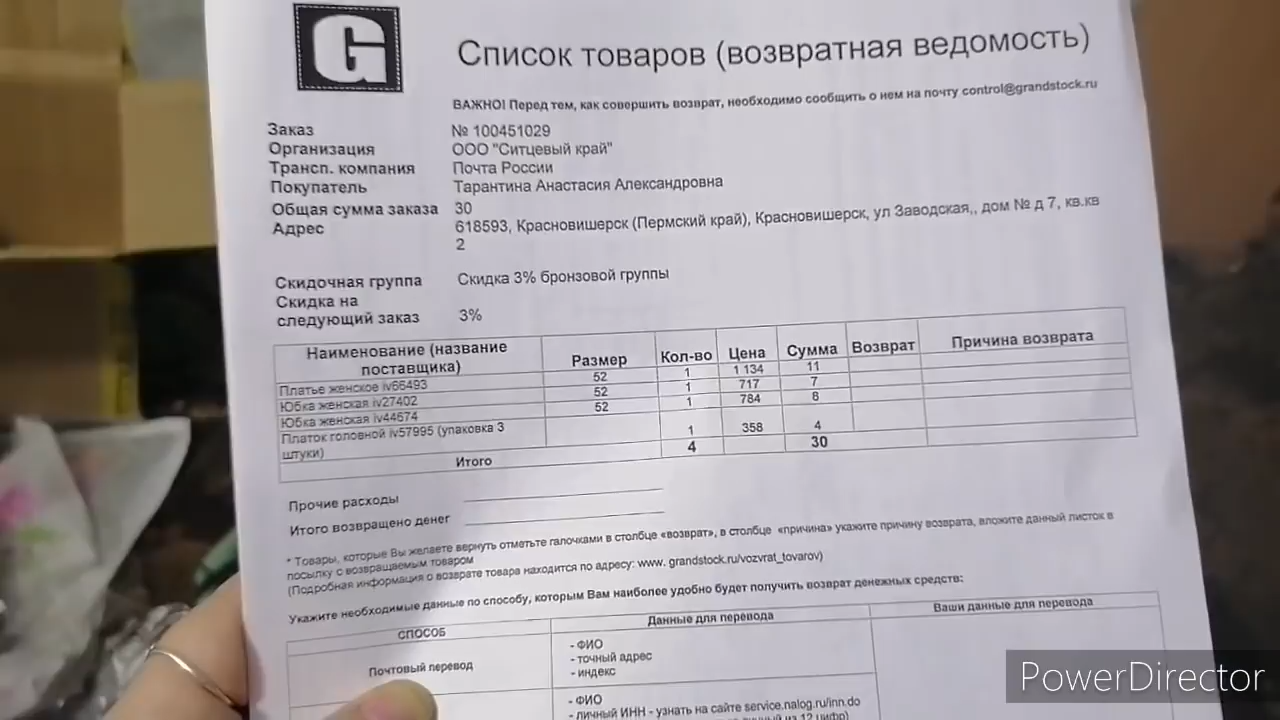 G
Список товаров (возвратная ведомость)
ВАЖНО! Перед тем, как совершить возврат, необходимо сообщить о нем на почту control@grandstock.ru
Заказ № 100451029
Организация ООО "Ситцевый край"
Трансп. компания Почта России
Покупатель Тарантина Анастасия Александровна
Общая сумма заказа 30
Адрес 618593, Красновишерск (Пермский край), Красновишерск, ул Заводская,, дом № д 7, кв.кв
2
Скидочная группа Скидка 3% бронзовой группы
Скидка на
следующий заказ 3%
Наименование (название поставщика) Размер Кол-во Цена Сумма Возврат Причина возврата
Платье женское iv66493 52 1 1 134 11
Юбка женская iv27402 52 1 717 7
Юбка женская iv44674 52 1 784 8
Платок головной iv57995 (упаковка 3
штуки) 1 358 4
Итого 4 30
Прочие расходы
Итого возвращено денег
* Товары, которые Вы желаете вернуть отметьте галочками в столбце «возврат», в столбце «причина» укажите причину возврата, вложите данный листок в
посылку с возвращаемым товаром
(Подробная информация о возврате товара находится по адресу: www. grandstock.ru/vozvrat_tovarov)
Укажите необходимые данные по способу, которым Вам наиболее удобно будет получить возврат денежных средств:
СПОСОБ Данные для перевода Ваши данные для перевода
Почтовый перевод
- ФИО
- точный адрес
- индекс
- ФИО
- личный ИНН - узнать на сайте service.nalog.ru/inn.do
из 12 цифр)
PowerDirector